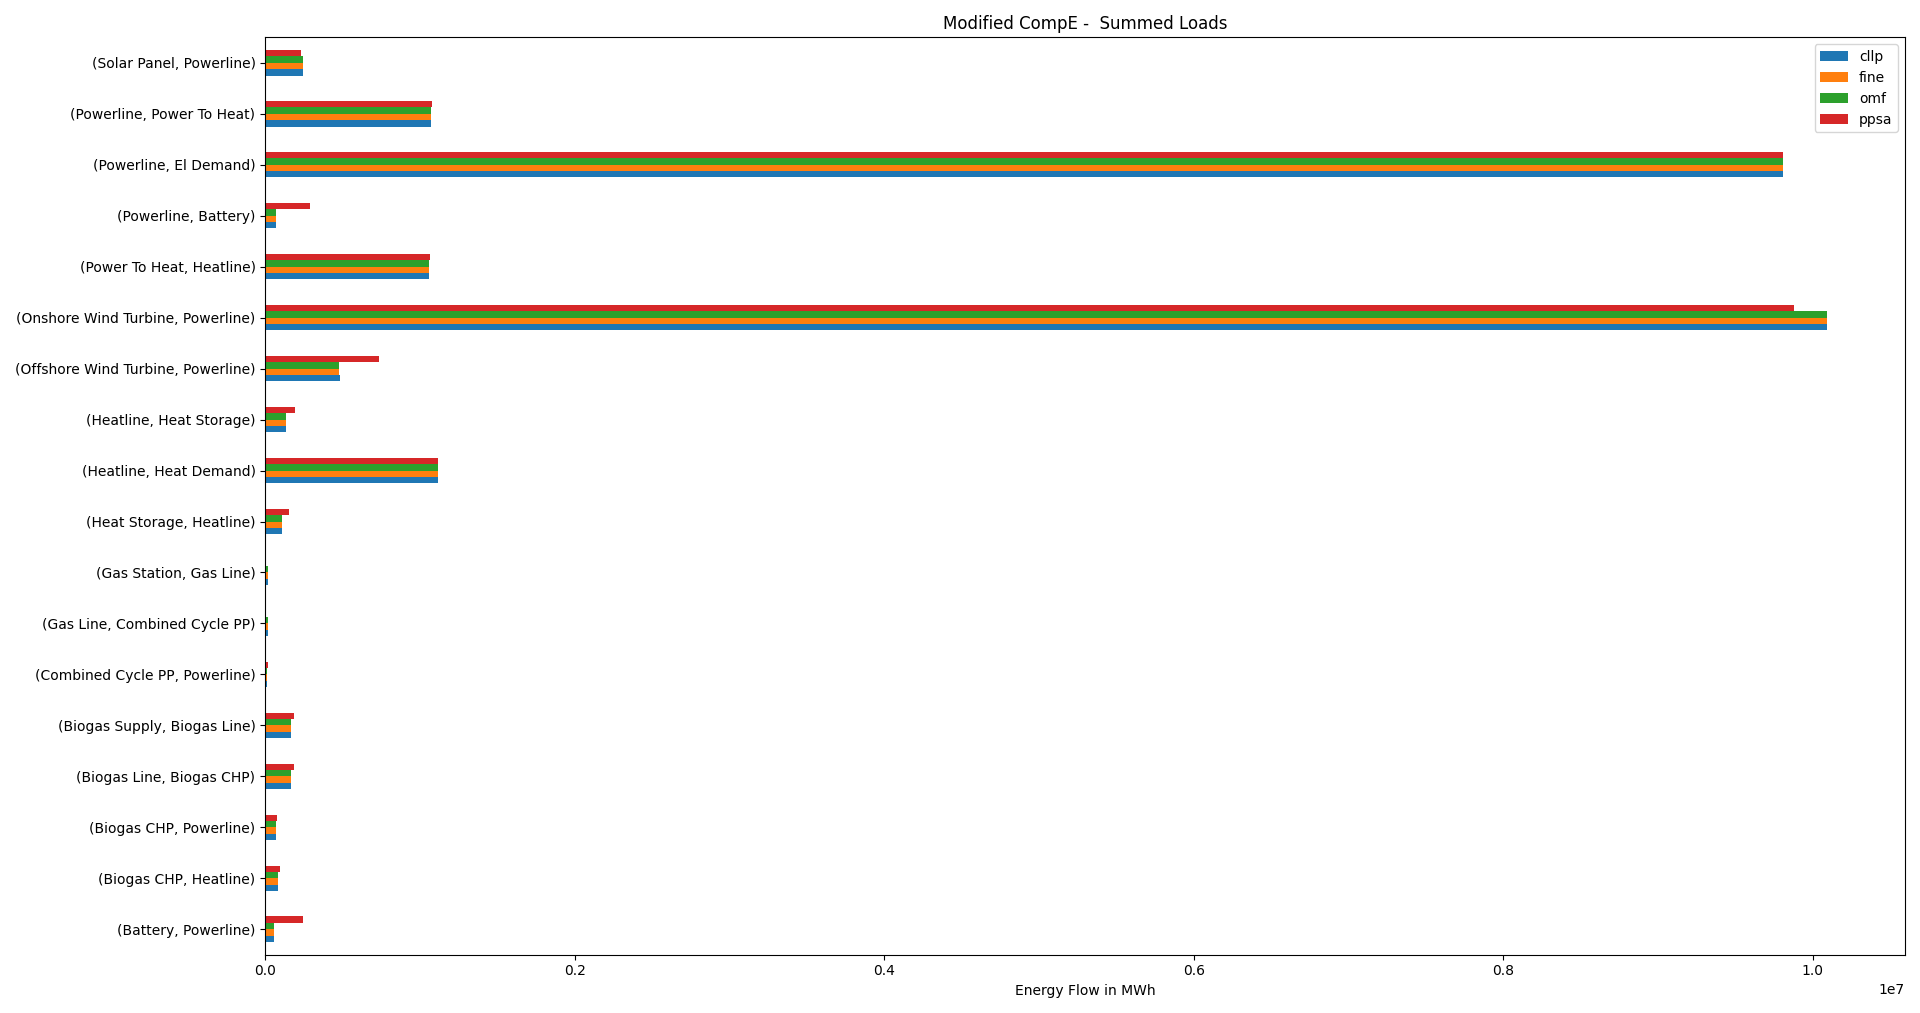 Modified CompE -  Summed Loads
cllp
fine
omf
ppsa
(Solar Panel, Powerline)
(Powerline, Power To Heat)
(Powerline, El Demand)
(Powerline, Battery)
(Power To Heat, Heatline)
(Onshore Wind Turbine, Powerline)
(Offshore Wind Turbine, Powerline)
(Heatline, Heat Storage)
(Heatline, Heat Demand)
(Heat Storage, Heatline)
(Gas Station, Gas Line)
(Gas Line, Combined Cycle PP)
(Combined Cycle PP, Powerline)
(Biogas Supply, Biogas Line)
(Biogas Line, Biogas CHP)
(Biogas CHP, Powerline)
(Biogas CHP, Heatline)
(Battery, Powerline)
0.0 0.2 0.4 0.6 0.8 1.0
1e7
Energy Flow in MWh